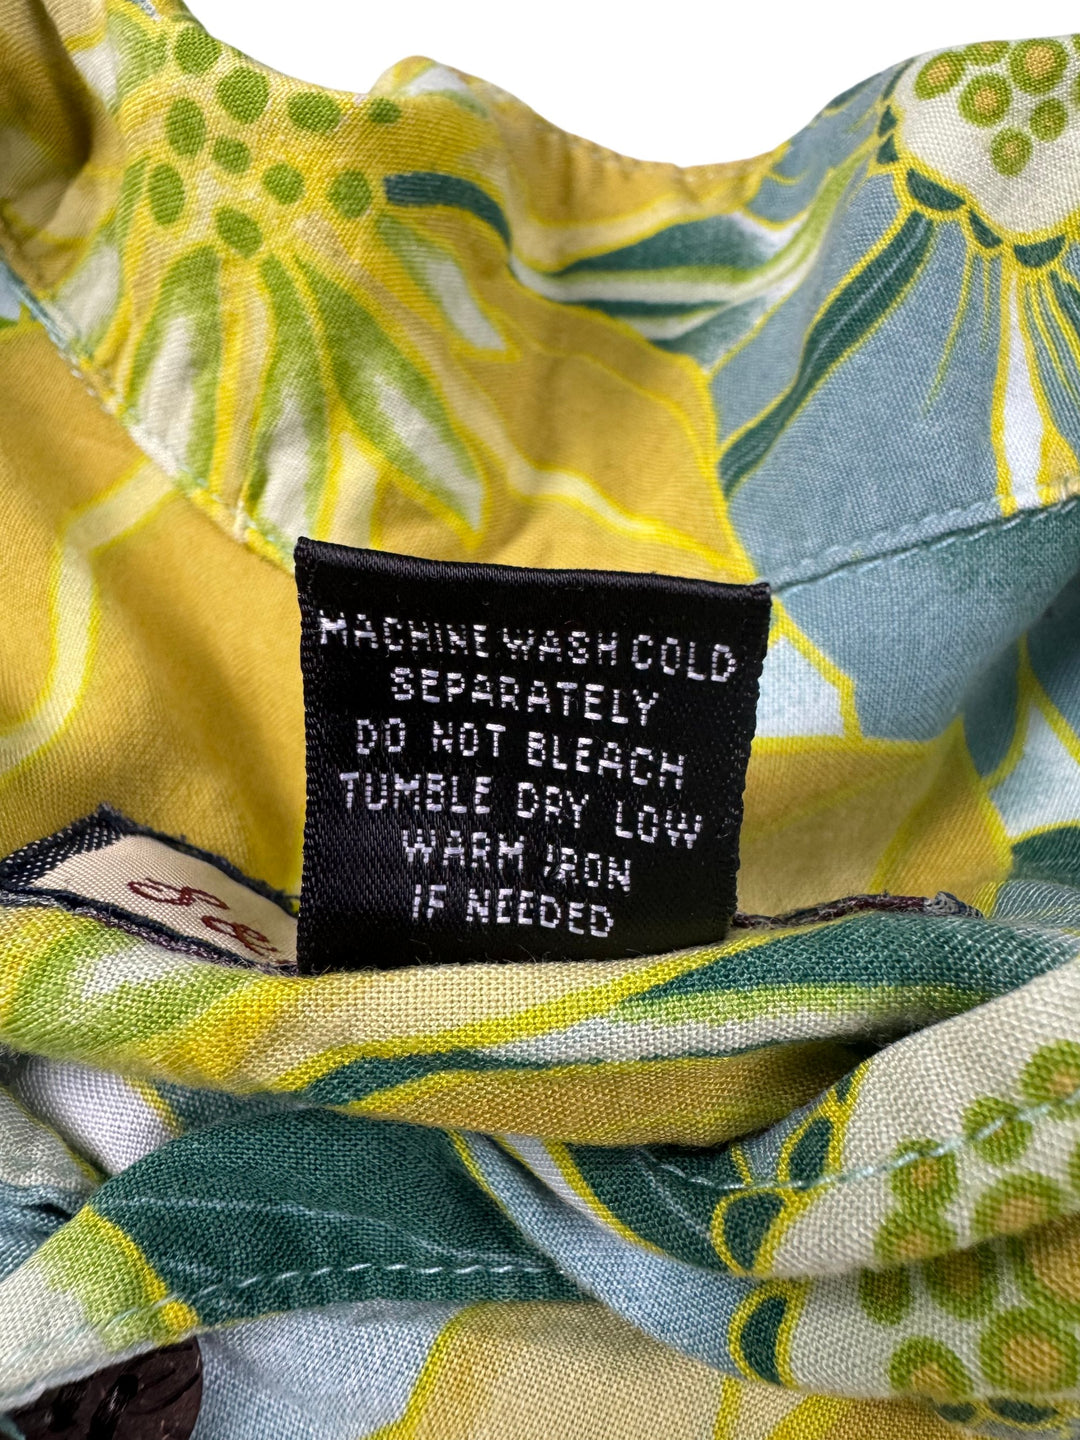 MACHINE WASH COLD
SEPARATELY
DO NOT BLEACH
TUMBLE DRY LOW
WARM IRON
IF NEEDED